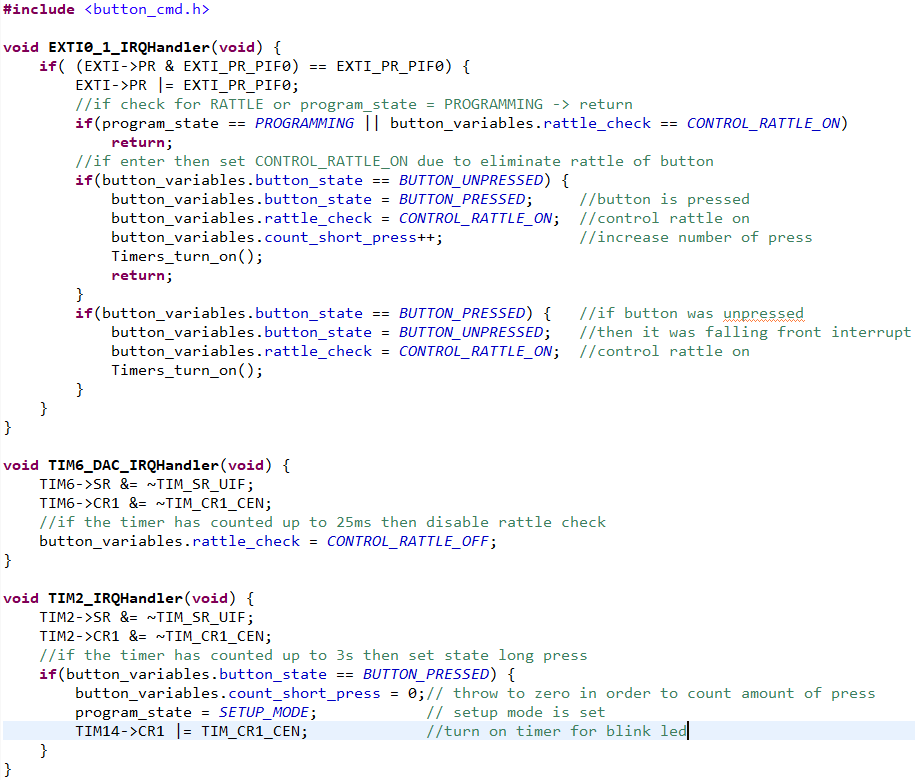 #include <button_cmd.h>
void EXTI0_1_IRQHandler(void) {
if( (EXTI->PR & EXTI_PR_PIF0) == EXTI_PR_PIF0) {
EXTI->PR |= EXTI_PR_PIF0;
//if check for RATTLE or program_state = PROGRAMMING -> return
if(program_state == PROGRAMMING || button_variables.rattle_check == CONTROL_RATTLE_ON)
return;
//if enter then set CONTROL_RATTLE_ON due to eliminate rattle of button
if(button_variables.button_state == BUTTON_UNPRESSED) {
button_variables.button_state = BUTTON_PRESSED; //button is pressed
button_variables.rattle_check = CONTROL_RATTLE_ON; //control rattle on
button_variables.count_short_press++; //increase number of press
Timers_turn_on();
return;
}
if(button_variables.button_state == BUTTON_PRESSED) { //if button was unpressed
button_variables.button_state = BUTTON_UNPRESSED; //then it was falling front interrupt
button_variables.rattle_check = CONTROL_RATTLE_ON; //control rattle on
Timers_turn_on();
}
}
}
void TIM6_DAC_IRQHandler(void) {
TIM6->SR &= ~TIM_SR_UIF;
TIM6->CR1 &= ~TIM_CR1_CEN;
//if the timer has counted up to 25ms then disable rattle check
button_variables.rattle_check = CONTROL_RATTLE_OFF;
}
void TIM2_IRQHandler(void) {
TIM2->SR &= ~TIM_SR_UIF;
TIM2->CR1 &= ~TIM_CR1_CEN;
//if the timer has counted up to 3s then set state long press
if(button_variables.button_state == BUTTON_PRESSED) {
button_variables.count_short_press = 0;// throw to zero in order to count amount of press
program_state = SETUP_MODE; // setup mode is set
TIM14->CR1 |= TIM_CR1_CEN; //turn on timer for blink led
}
}